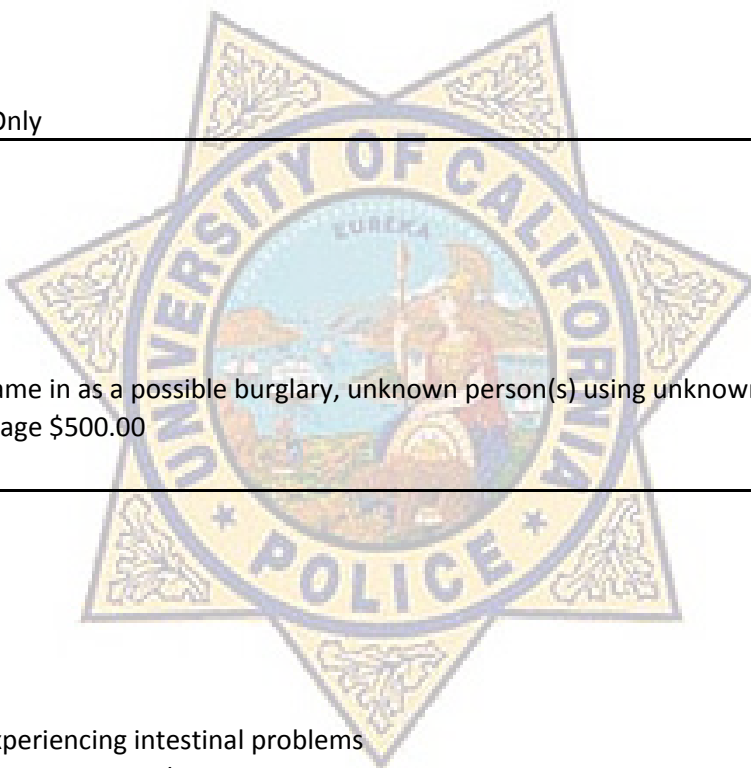 Only
UNIVERSITY OF CALIFORNIA
EUREKA
ame in as a possible burglary, unknown person(s) using unknown
age $500.00
POLICE
xperiencing intestinal problems